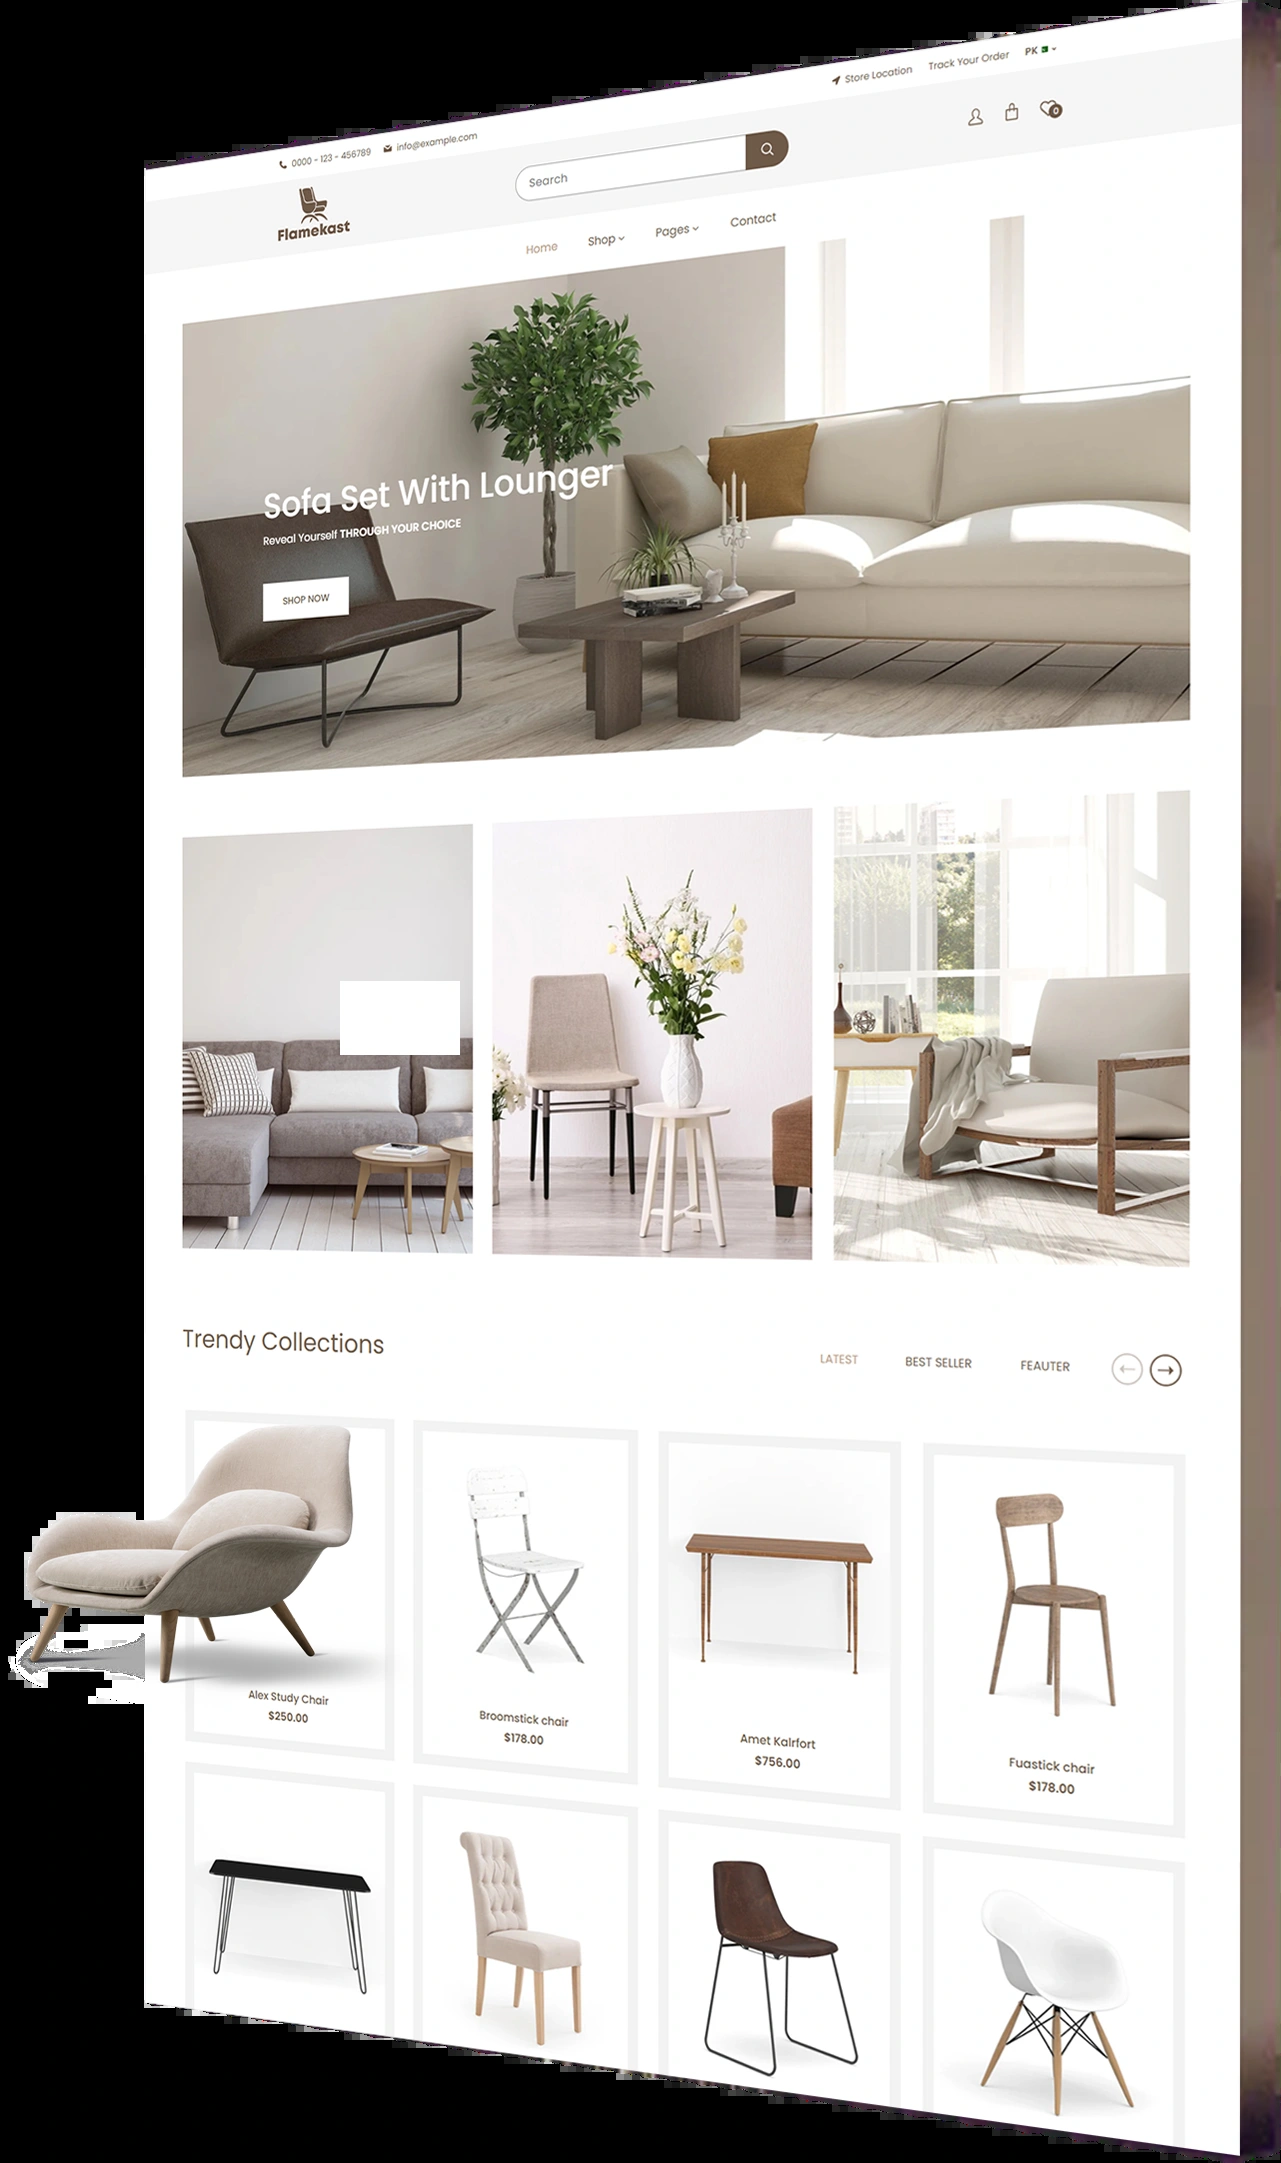 0000 - 123 - 456789 info@example.com
Store Location Track Your Order PK
Flamekast
Search
0
Home Shop Pages Contact
Sofa Set With Lounger
Reveal Yourself THROUGH YOUR CHOICE
SHOP NOW
Trendy Collections
LATEST BEST SELLER FEAUTER
Alex Study Chair
$250.00
Broomstick chair
$178.00
Amet Kalrfort
$756.00
Fuastick chair
$178.00